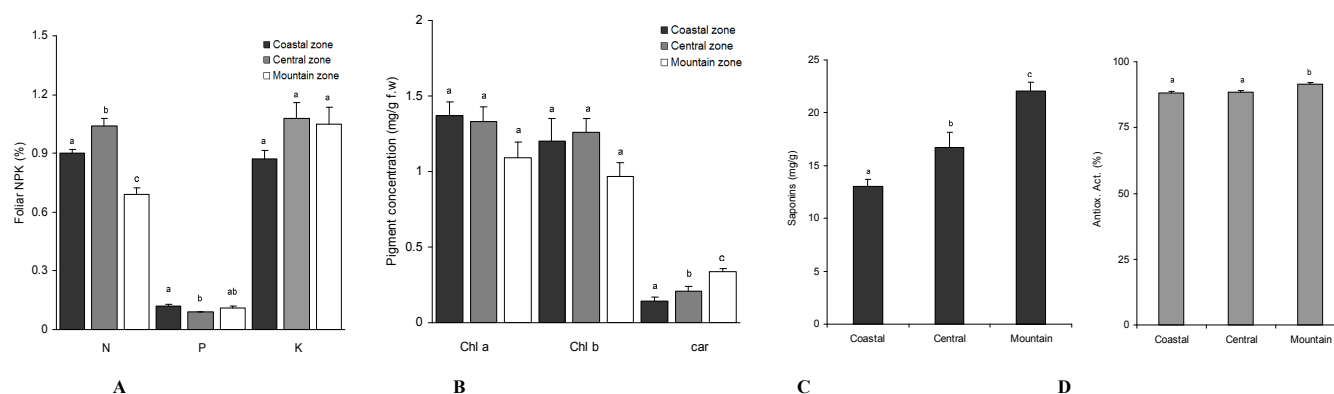 1.5
1.2
0.9
0.6
0.3
0
Foliar NPK (%)
Coastal zone
Central zone
Mountain zone
a
b
c
a
b
ab
a
a
a
N
P
K
A
2
1.5
1
0.5
0
Pigment concentration (mg/g f.w)
Coastal zone
Central zone
Mountain zone
a
a
a
a
a
a
a
b
c
Chl a
Chl b
car
B
25
20
15
10
5
0
Saponins (mg/g)
a
b
c
Coastal
Central
Mountain
C
100
75
50
25
0
Antiox. Act. (%)
a
a
b
Coastal
Central
Mountain
D